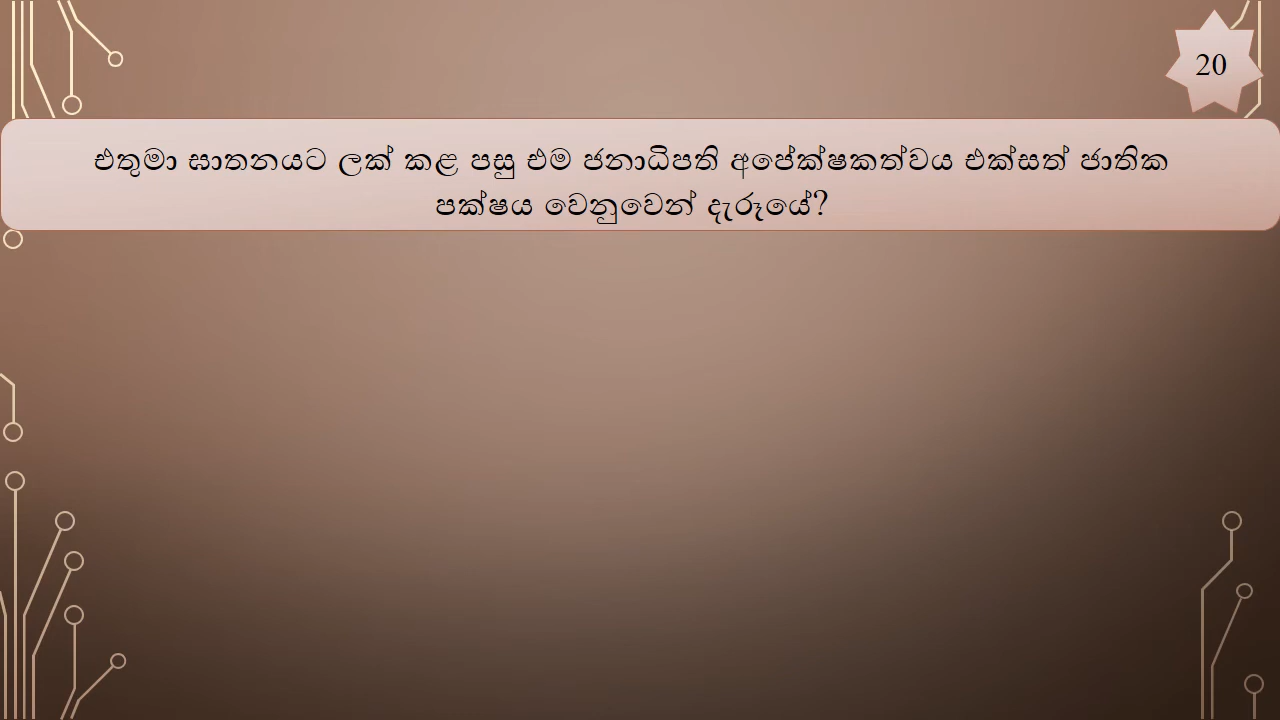 20
එතුමා ඝාතනයට ලක් කළ පසු එම ජනාධිපති අපේක්ෂකත්වය එක්සත් ජාතික
පක්ෂය වෙනුවෙන් දැරූයේ?